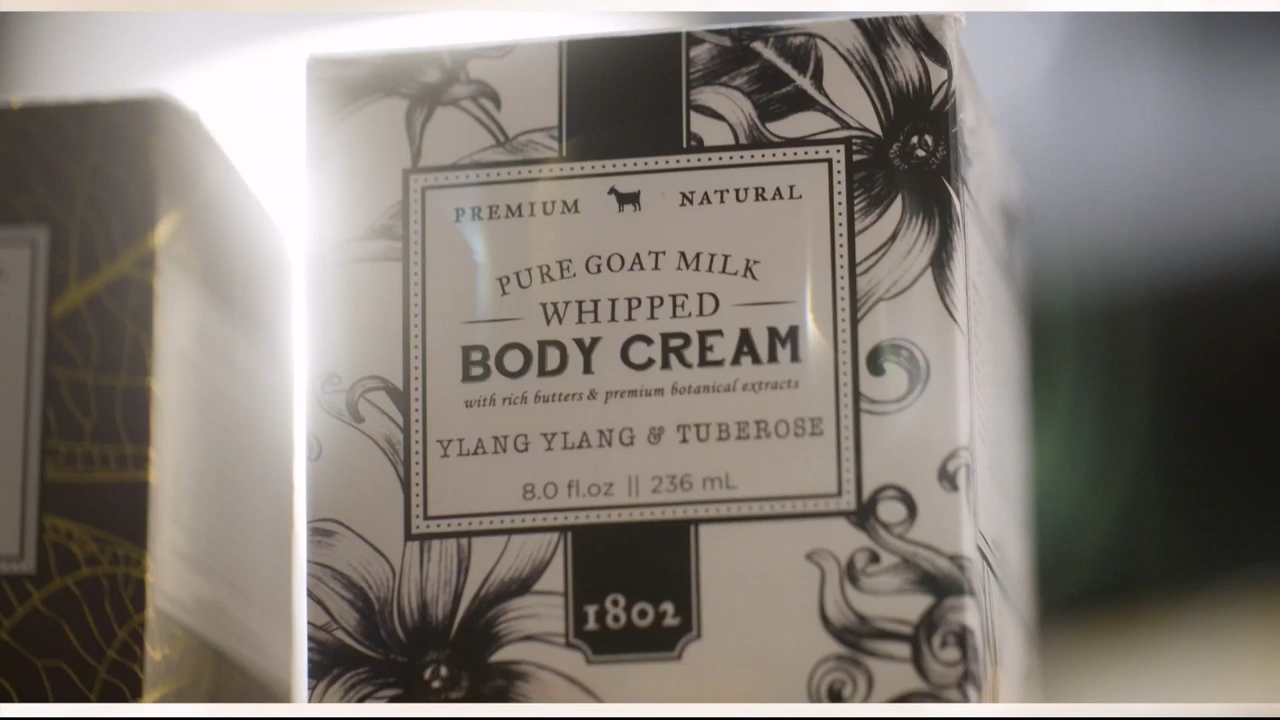 PREMIUM NATURAL
PURE GOAT MILK
WHIPPED
BODY CREAM
with rich butters & premium botanical extracts
YLANG YLANG & TUBEROSE
8.0 fl.oz || 236 mL
1802